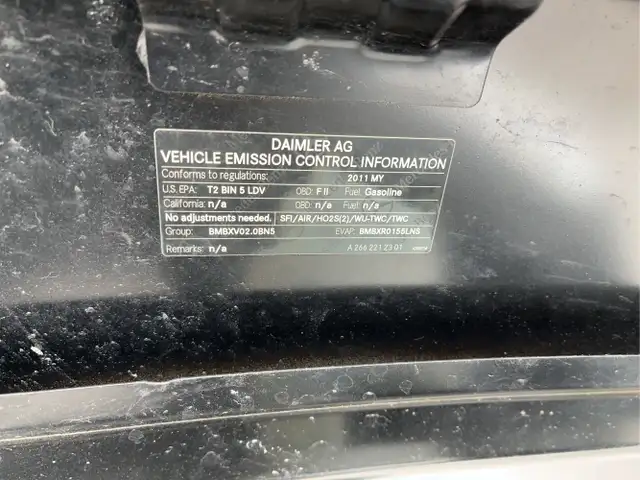 DAIMLER AG
VEHICLE EMISSION CONTROL INFORMATION
Conforms to regulations: 2011 MY
U.S. EPA: T2 BIN 5 LDV OBD: F II Fuel: Gasoline
California: n/a OBD: n/a Fuel: n/a
No adjustments needed. SFI/AIR/HO2S(2)/WU-TWC/TWC
Group: BMBXV02.0BN5 EVAP: BMBXR0155LNS
Remarks: n/a A 266 221 23 01